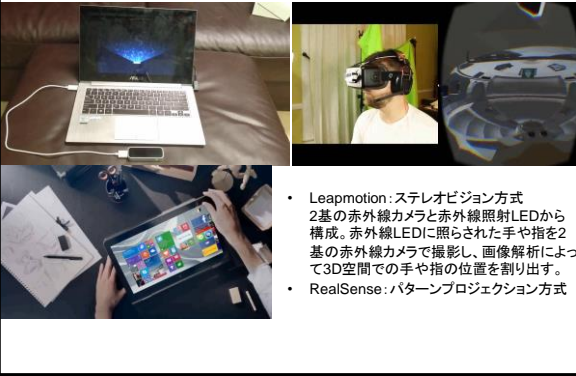 • Leapmotion：ステレオビジョン方式
2基の赤外線カメラと赤外線照射LEDから
構成。赤外線LEDに照らされた手や指を2
基の赤外線カメラで撮影し、画像解析によっ
て3D空間での手や指の位置を割り出す。
• RealSense：パターンプロジェクション方式